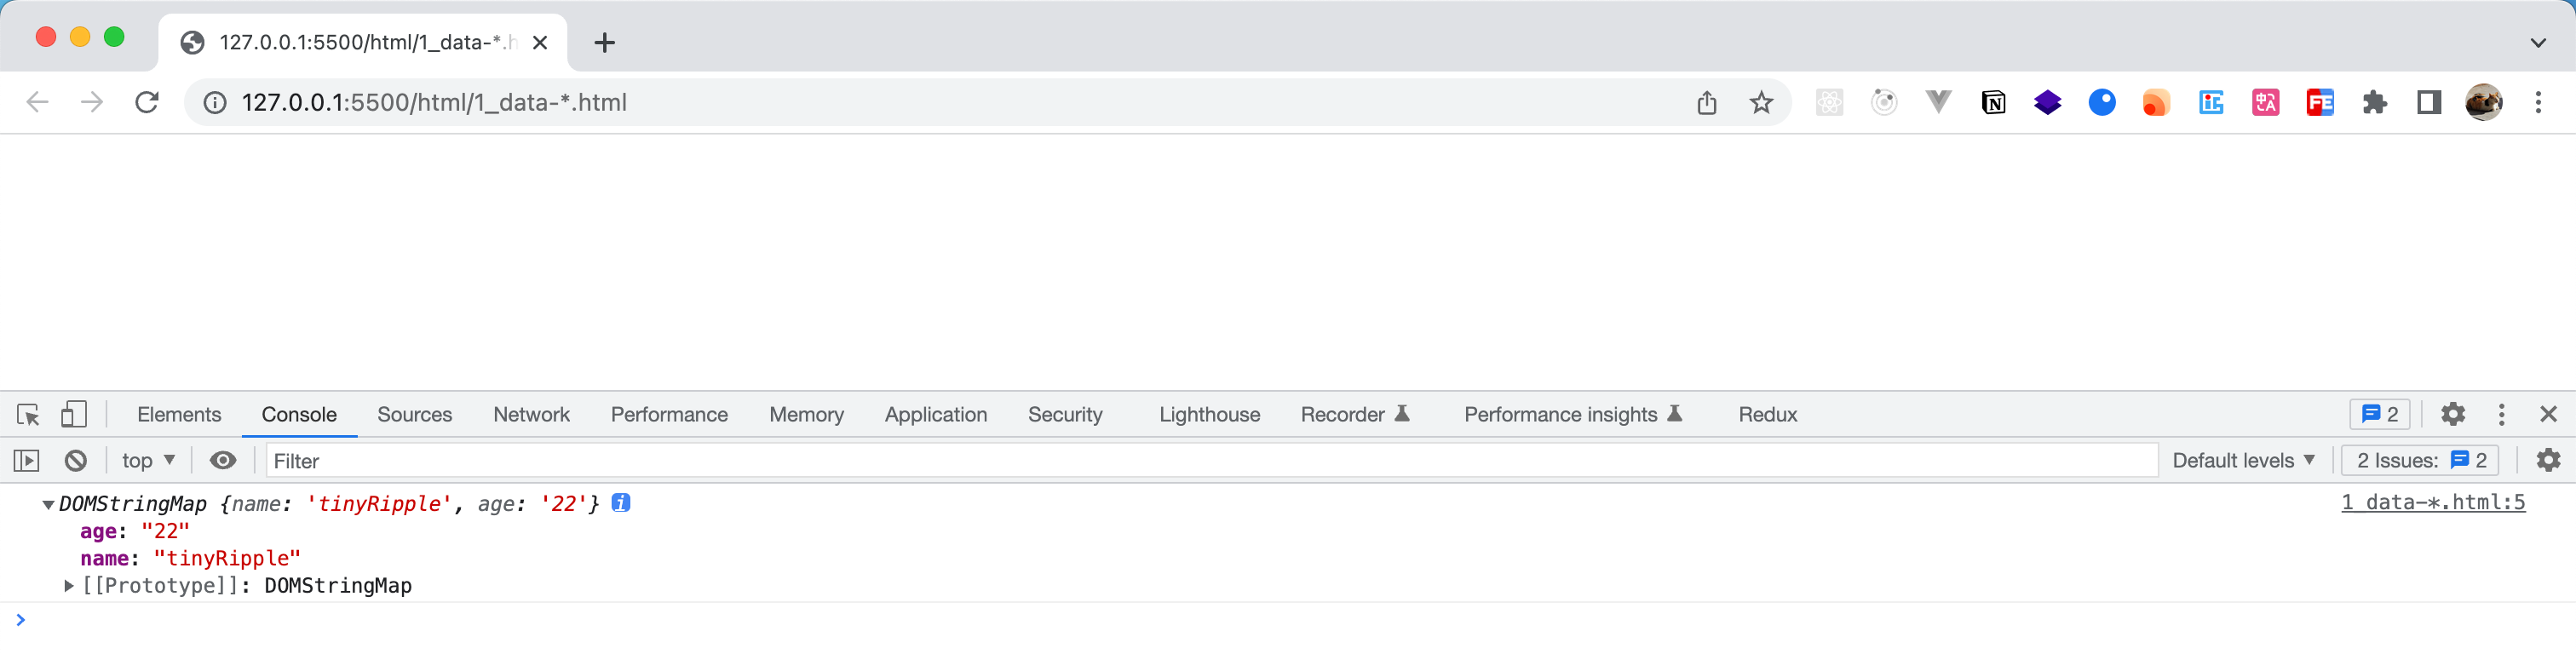 127.0.0.1:5500/html/1_data-*.h
127.0.0.1:5500/html/1_data-*.html
Elements Console Sources Network Performance Memory Application Security Lighthouse Recorder Performance insights Redux 2
top Filter Default levels 2 Issues: 2
DOMStringMap {name: 'tinyRipple', age: '22'} i 1_data-*.html:5
age: "22"
name: "tinyRipple"
[[Prototype]]: DOMStringMap